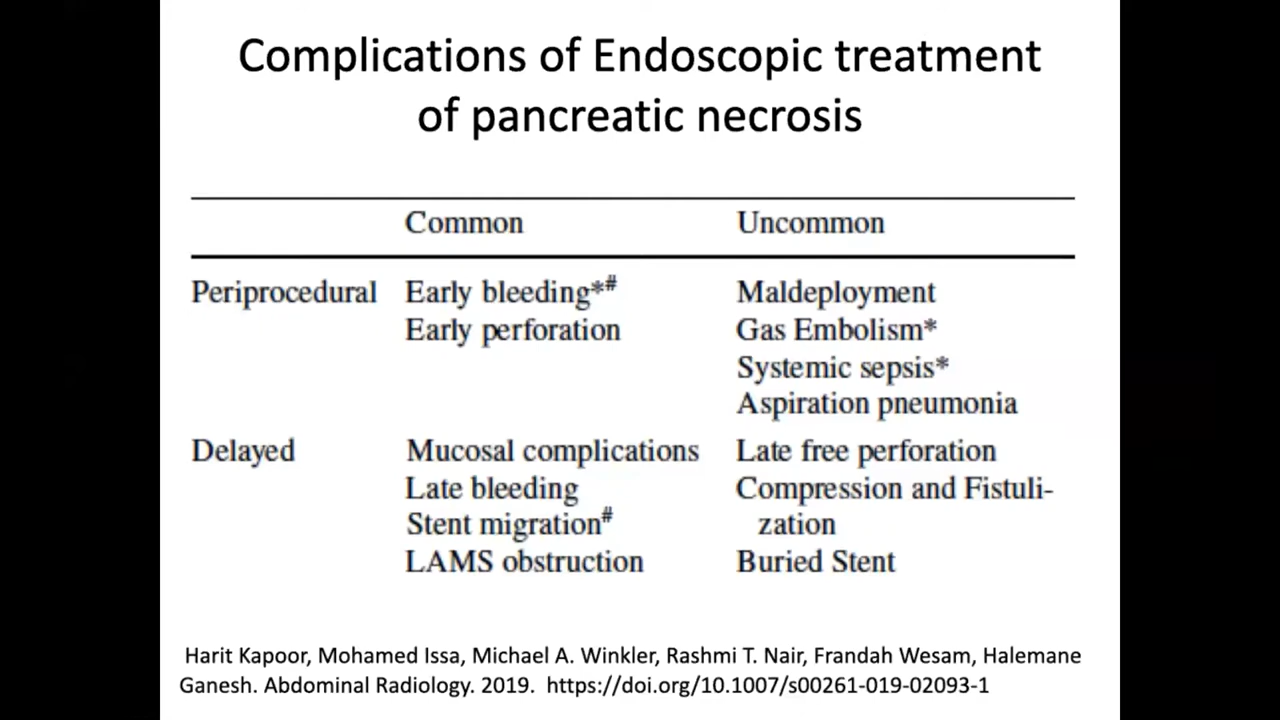 Complications of Endoscopic treatment
of pancreatic necrosis
Common Uncommon
Periprocedural Early bleeding*# Maldeployment
Early perforation Gas Embolism*
Systemic sepsis*
Aspiration pneumonia
Delayed Mucosal complications Late free perforation
Late bleeding Compression and Fistuli-
Stent migration# zation
LAMS obstruction Buried Stent
Harit Kapoor, Mohamed Issa, Michael A. Winkler, Rashmi T. Nair, Frandah Wesam, Halemane
Ganesh. Abdominal Radiology. 2019. https://doi.org/10.1007/s00261-019-02093-1